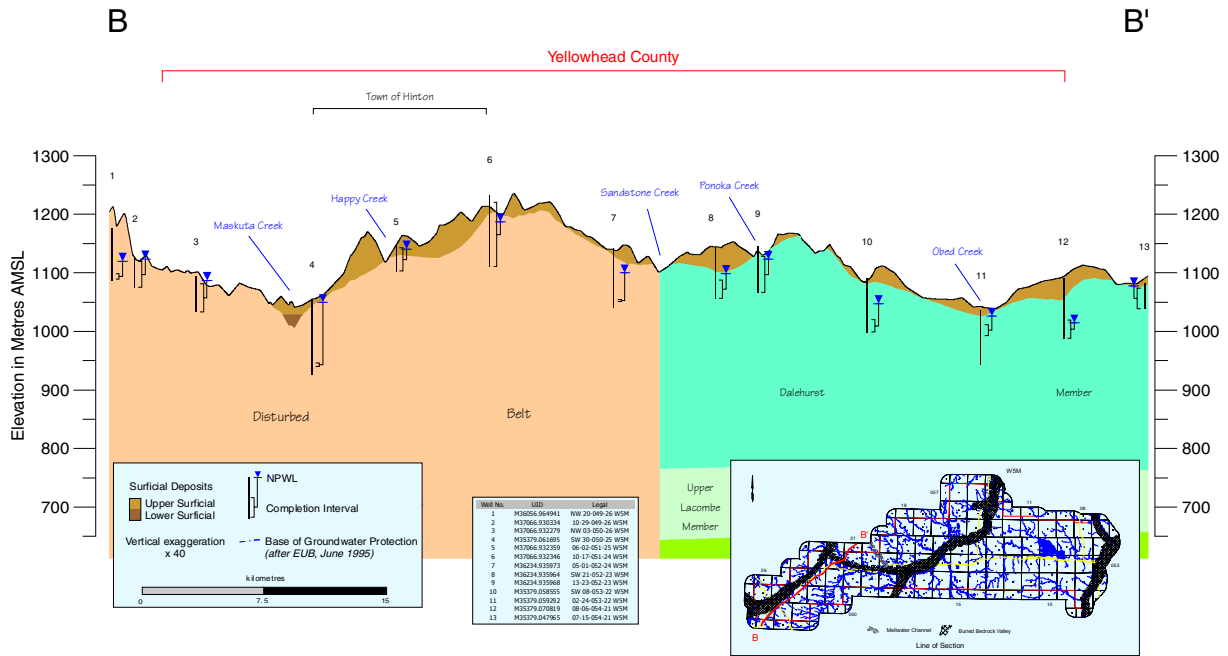 B
B'
Yellowhead County
Town of Hinton
1300
1200
1100
1000
900
800
700
Elevation in Metres AMSL
1300
1200
1100
1000
900
800
700
1
2
3
4
5
6
7
8
9
10
11
12
13
Maskuta Creek
Happy Creek
Sandstone Creek
Ponoka Creek
Obed Creek
Disturbed
Belt
Dalehurst
Member
Upper
Lacombe
Member
Surficial Deposits
Upper Surficial
Lower Surficial
NPWL
Completion Interval
Vertical exaggeration
x 40
Base of Groundwater Protection
(after EUB, June 1995)
kilometres
0 7.5 15
Well No. UID Legal
1 M36056.964941 NW 20-049-26 W5M
2 M37066.930334 10-29-049-26 W5M
3 M37066.932279 NW 03-050-26 W5M
4 M35379.061695 SW 30-050-25 W5M
5 M37066.932359 06-02-051-25 W5M
6 M37066.932346 10-17-051-24 W5M
7 M36234.935973 05-01-052-24 W5M
8 M36234.935964 SW 21-052-23 W5M
9 M36234.935968 13-23-052-23 W5M
10 M35379.058555 SW 08-053-22 W5M
11 M35379.059292 02-24-053-22 W5M
12 M35379.070819 08-06-054-21 W5M
13 M35379.047965 07-15-054-21 W5M
W5M
057
18
11
09
B'
21
053
26
050
15
10
B
Meltwater Channel
Buried Bedrock Valley
Line of Section